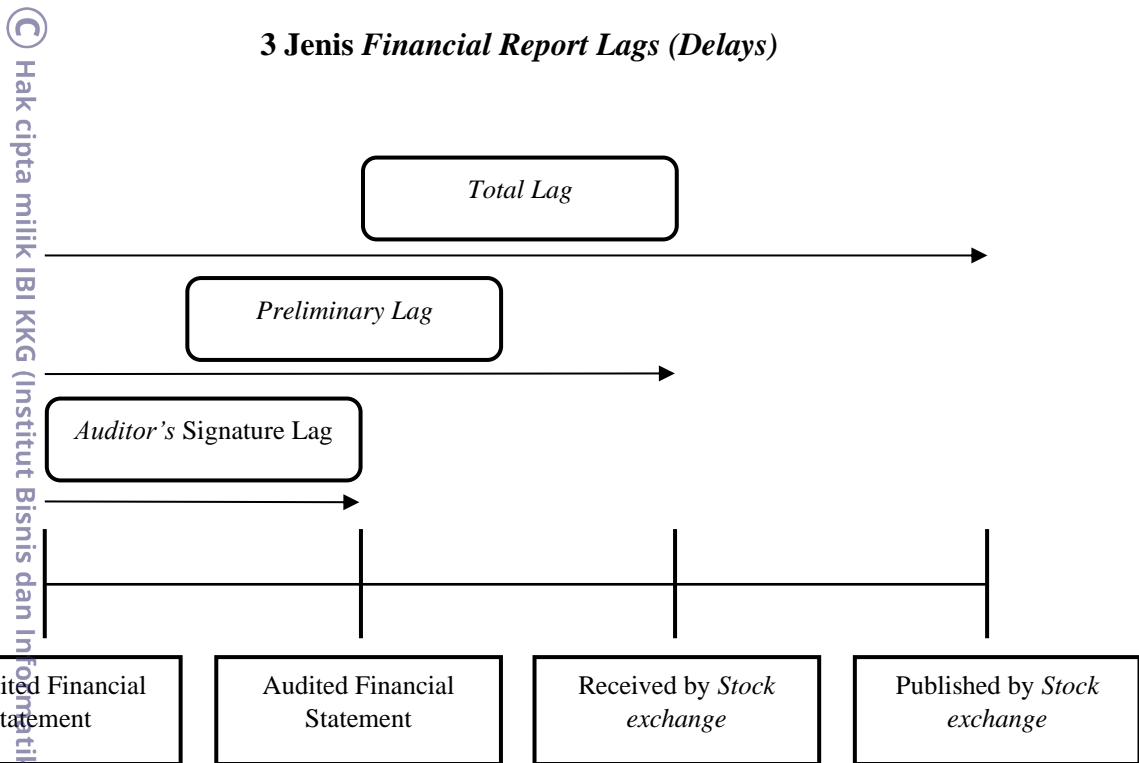 3 Jenis Financial Report Lags (Delays)
Total Lag
Preliminary Lag
Auditor's Signature Lag
ited Financial
tatement
Audited Financial
Statement
Received by Stock
exchange
Published by Stock
exchange
© Hak cipta milik IBI KKG (Institut Bisnis dan Informatik